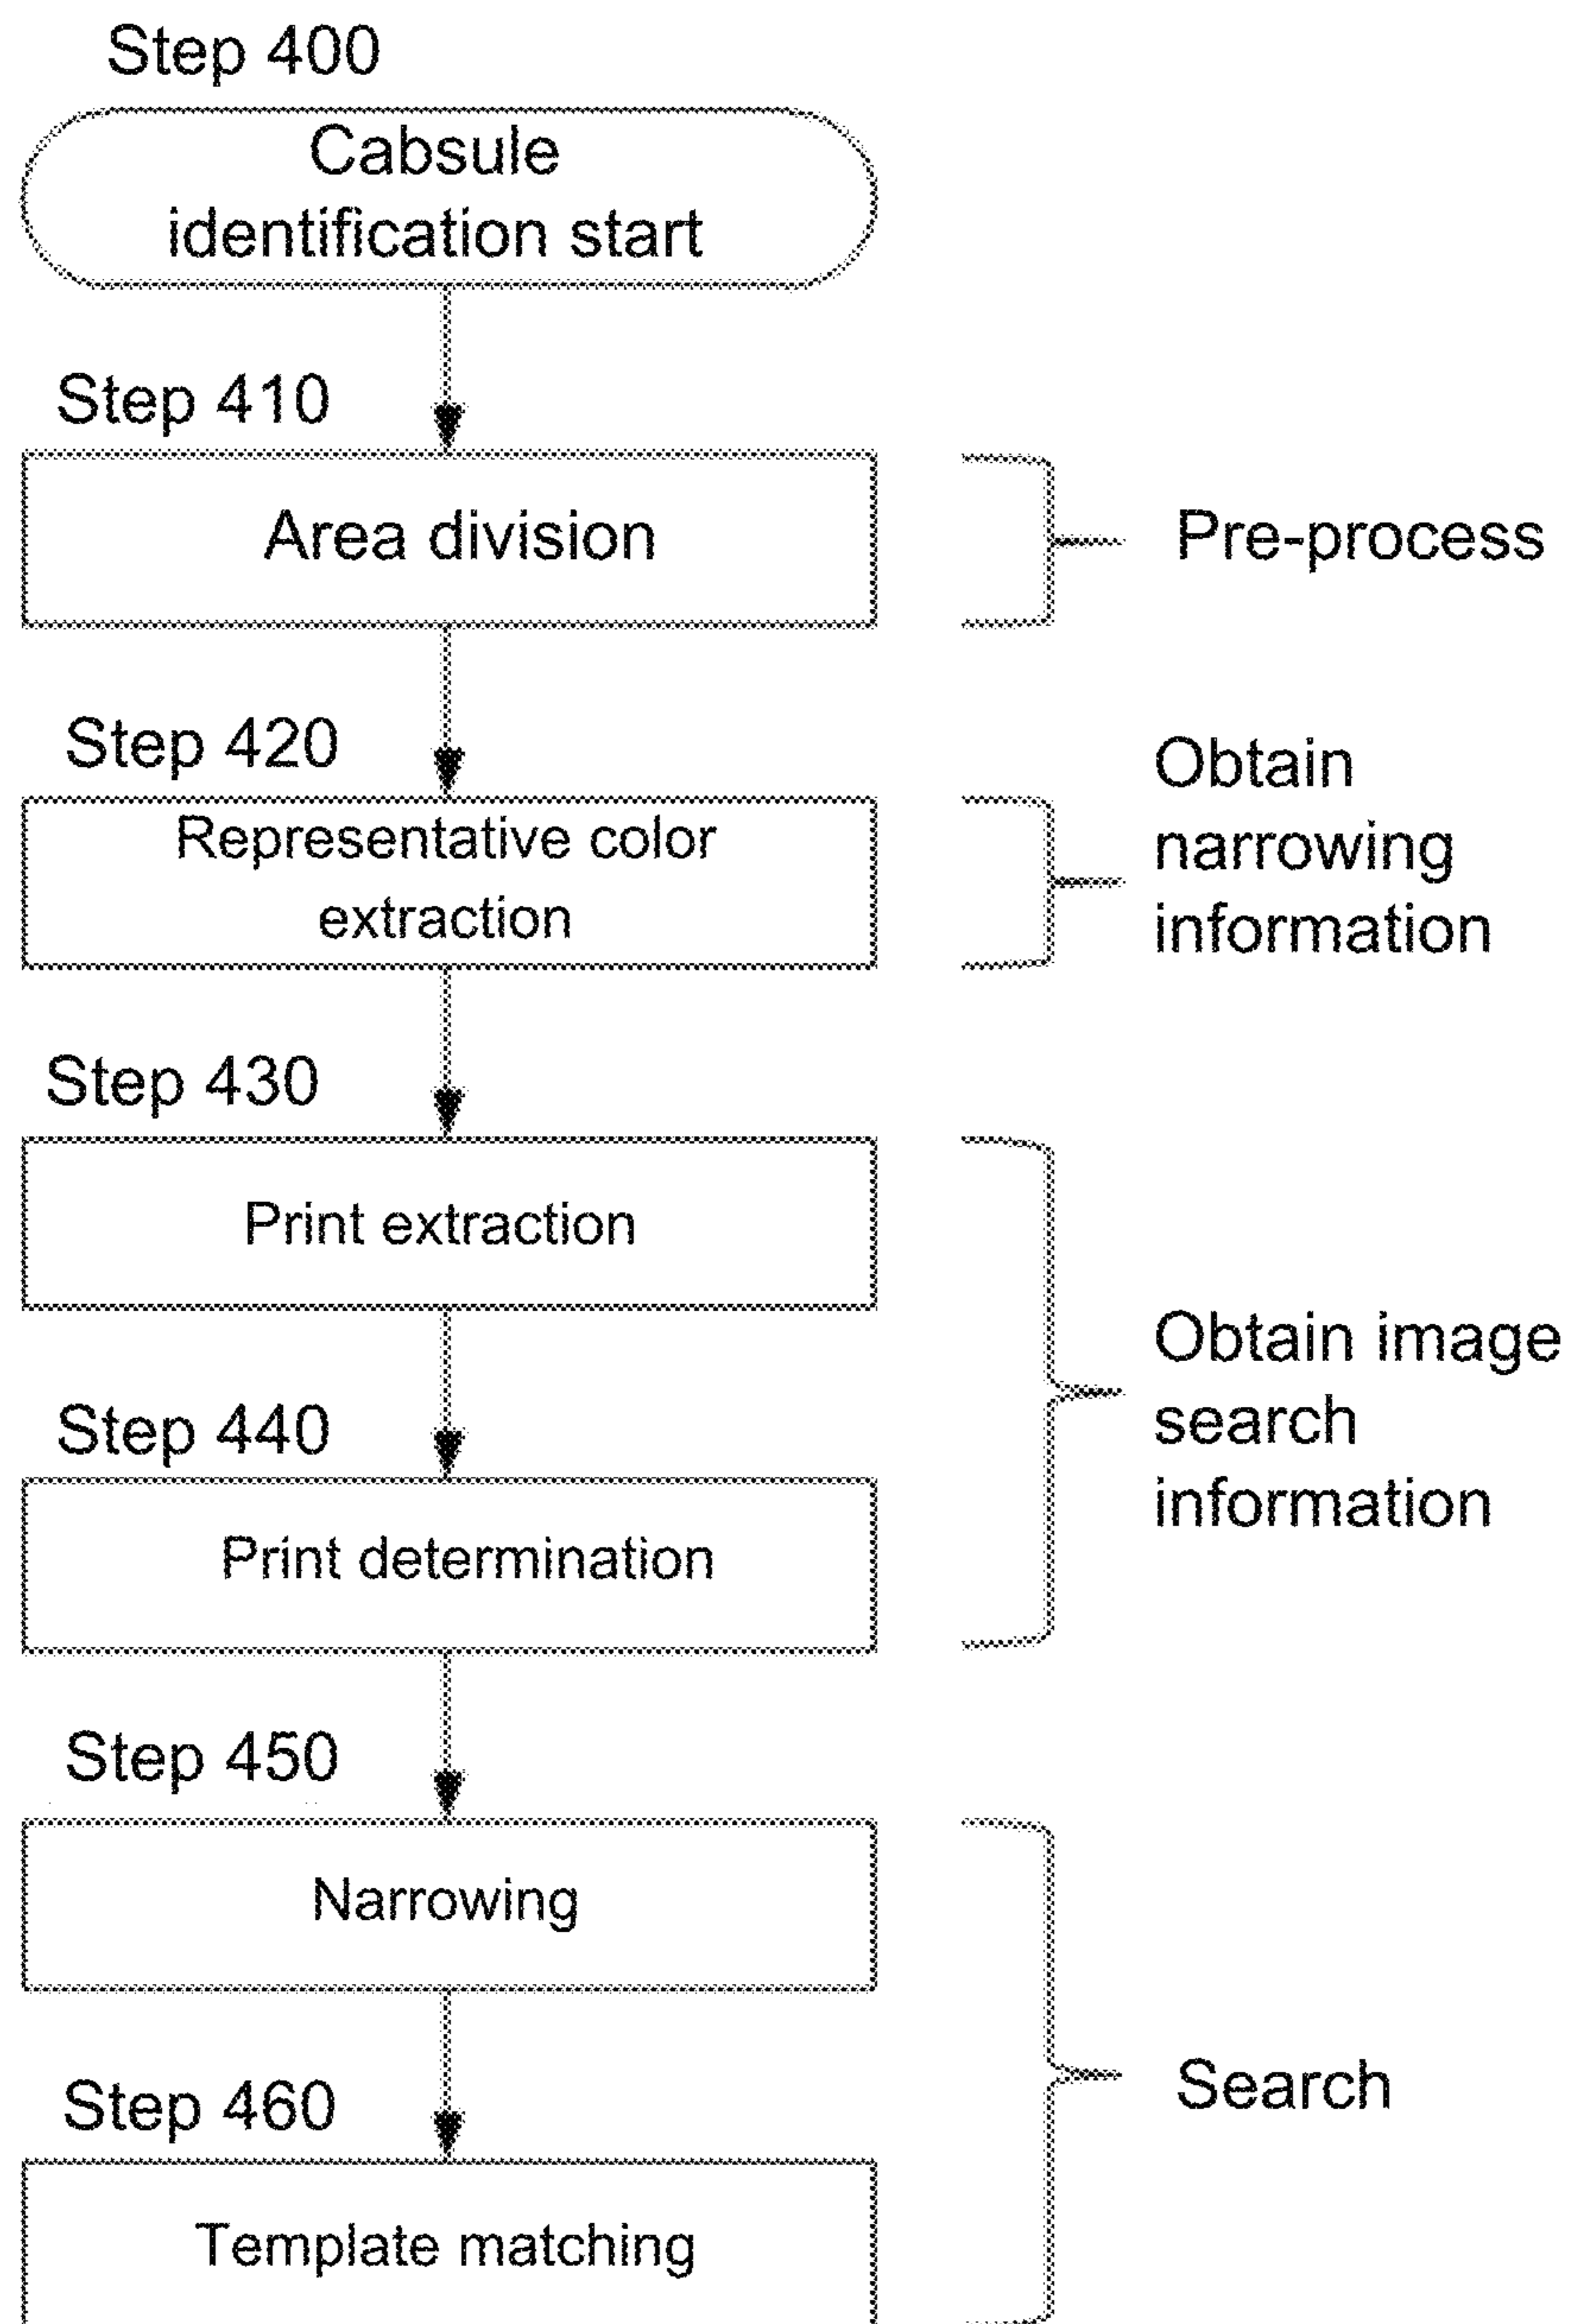 Step 400
Cabsule
identification start
Step 410
Area division
Pre-process
Step 420
Representative color
extraction
Obtain
narrowing
information
Step 430
Print extraction
Step 440
Print determination
Obtain image
search
information
Step 450
Narrowing
Step 460
Template matching
Search